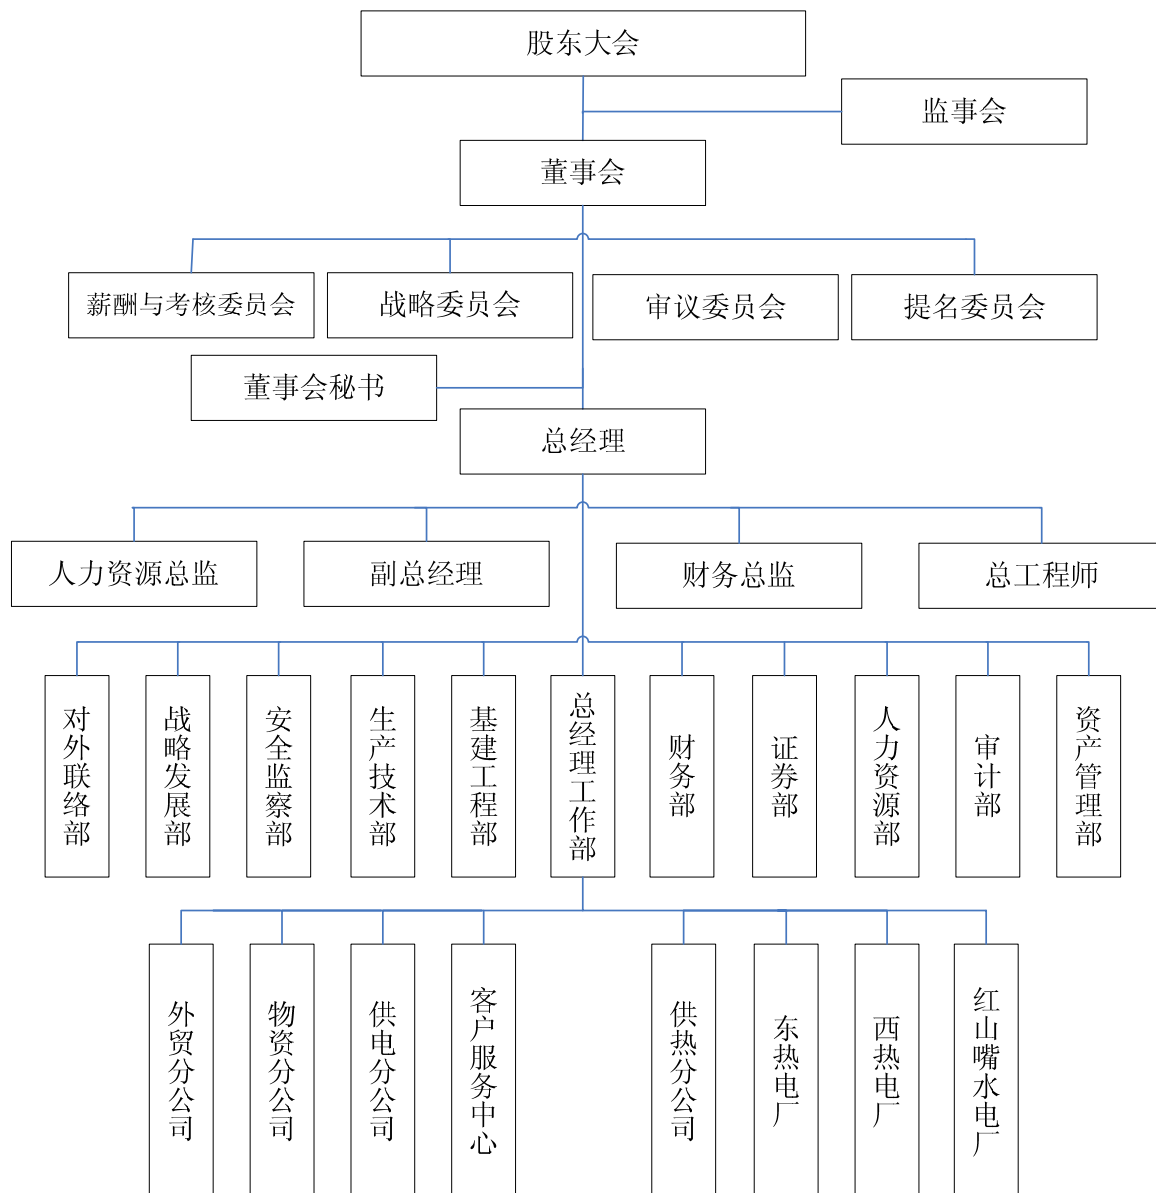 股东大会
监事会
董事会
薪酬与考核委员会
战略委员会
审议委员会
提名委员会
董事会秘书
总经理
人力资源总监
副总经理
财务总监
总工程师
对外联络部
战略发展部
安全监察部
生产技术部
基建工程部
总经理工作部
财务部
证券部
人力资源部
审计部
资产管理部
外贸分公司
物资分公司
供电分公司
客户服务中心
供热分公司
东热电厂
西热电厂
红山嘴水电厂